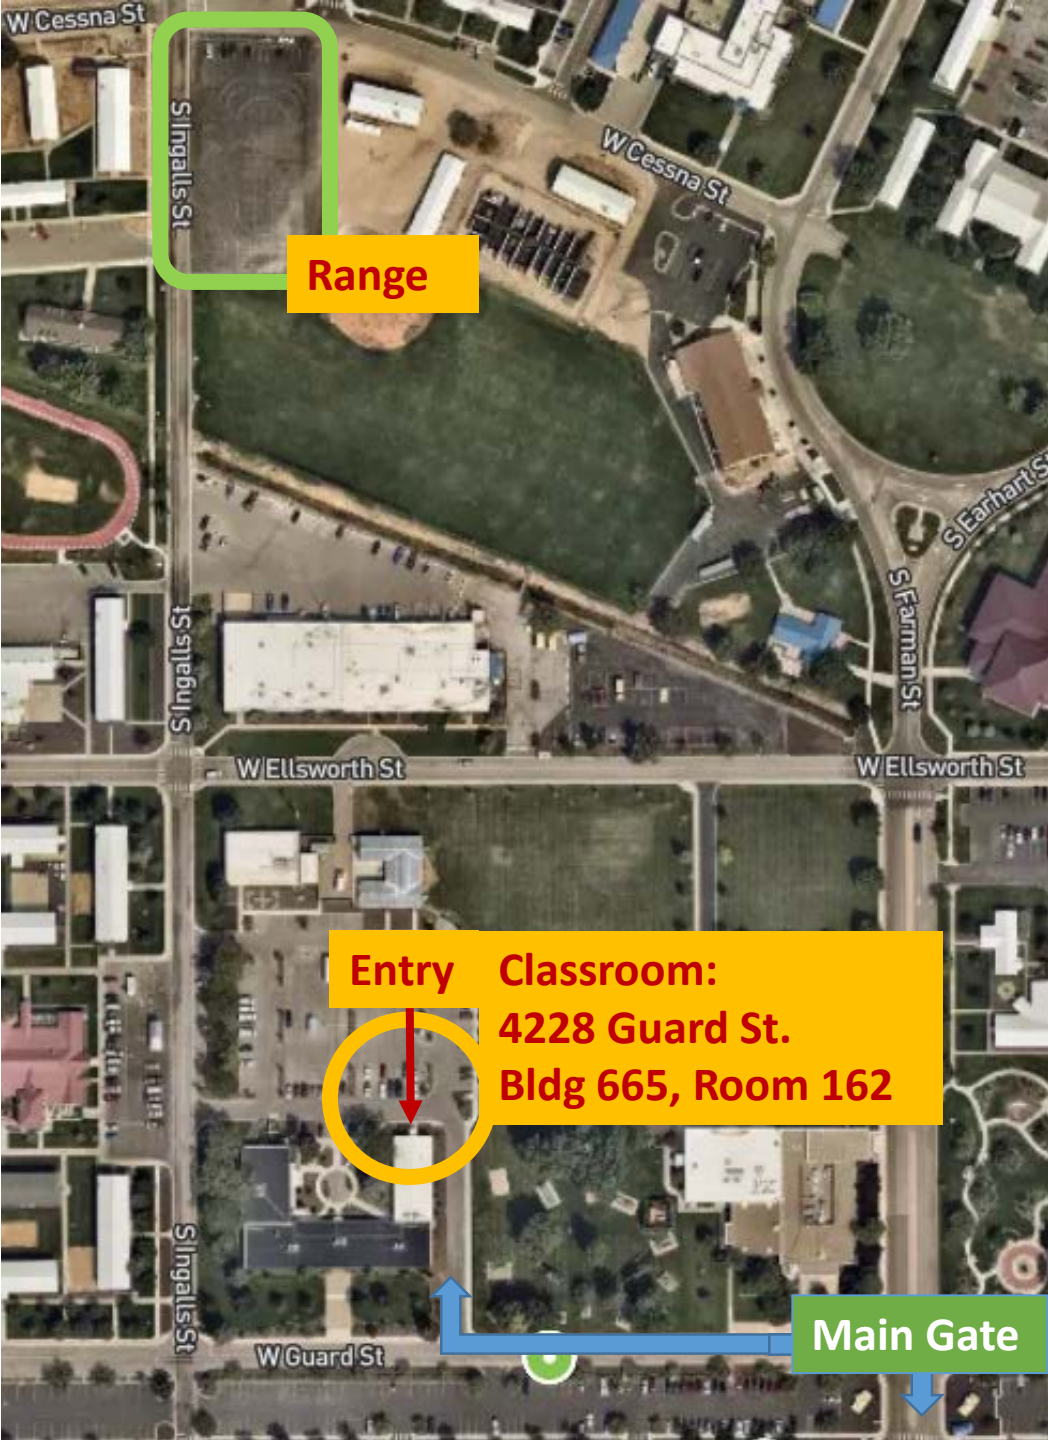 W Cessna St
S Ingalls St
W Cessna St
Range
S Earhart St
S Farman St
S Ingalls St
W Ellsworth St
W Ellsworth St
Entry
Classroom:
4228 Guard St.
Bldg 665, Room 162
S Ingalls St
Main Gate
W Guard St